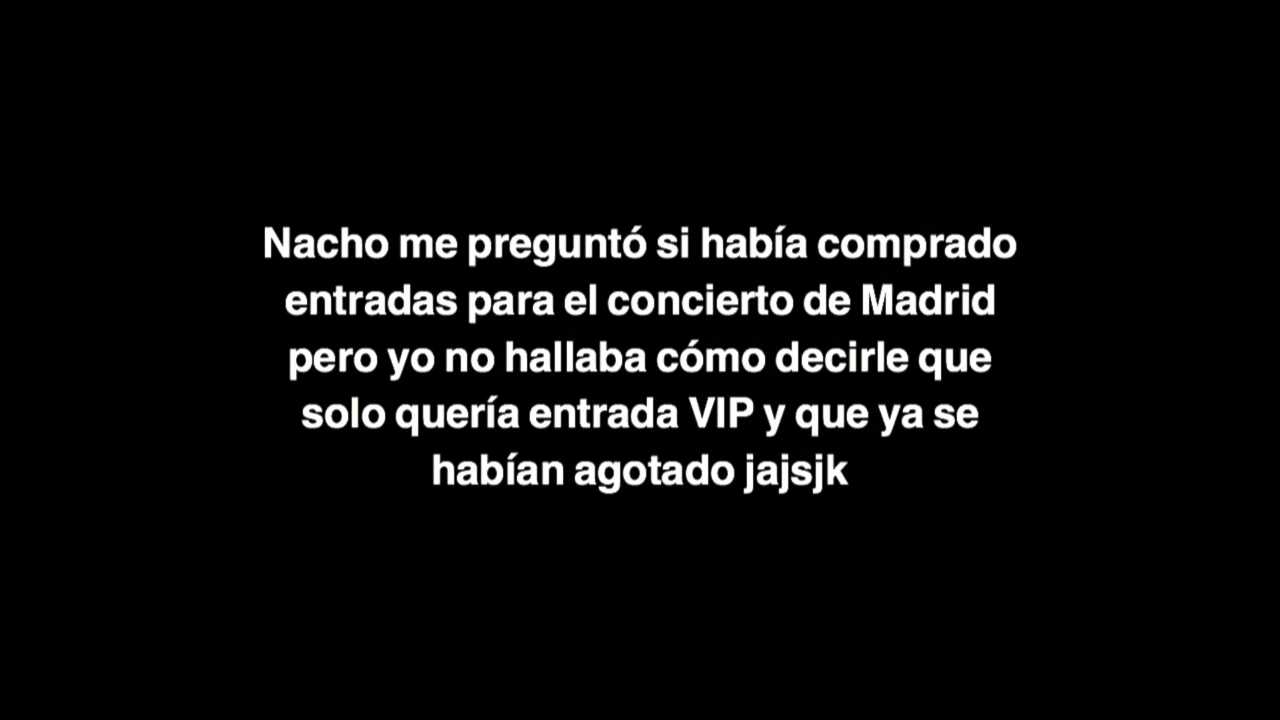 Nacho me preguntó si había comprado
entradas para el concierto de Madrid
pero yo no hallaba cómo decirle que
solo quería entrada VIP y que ya se
habían agotado jajsjk